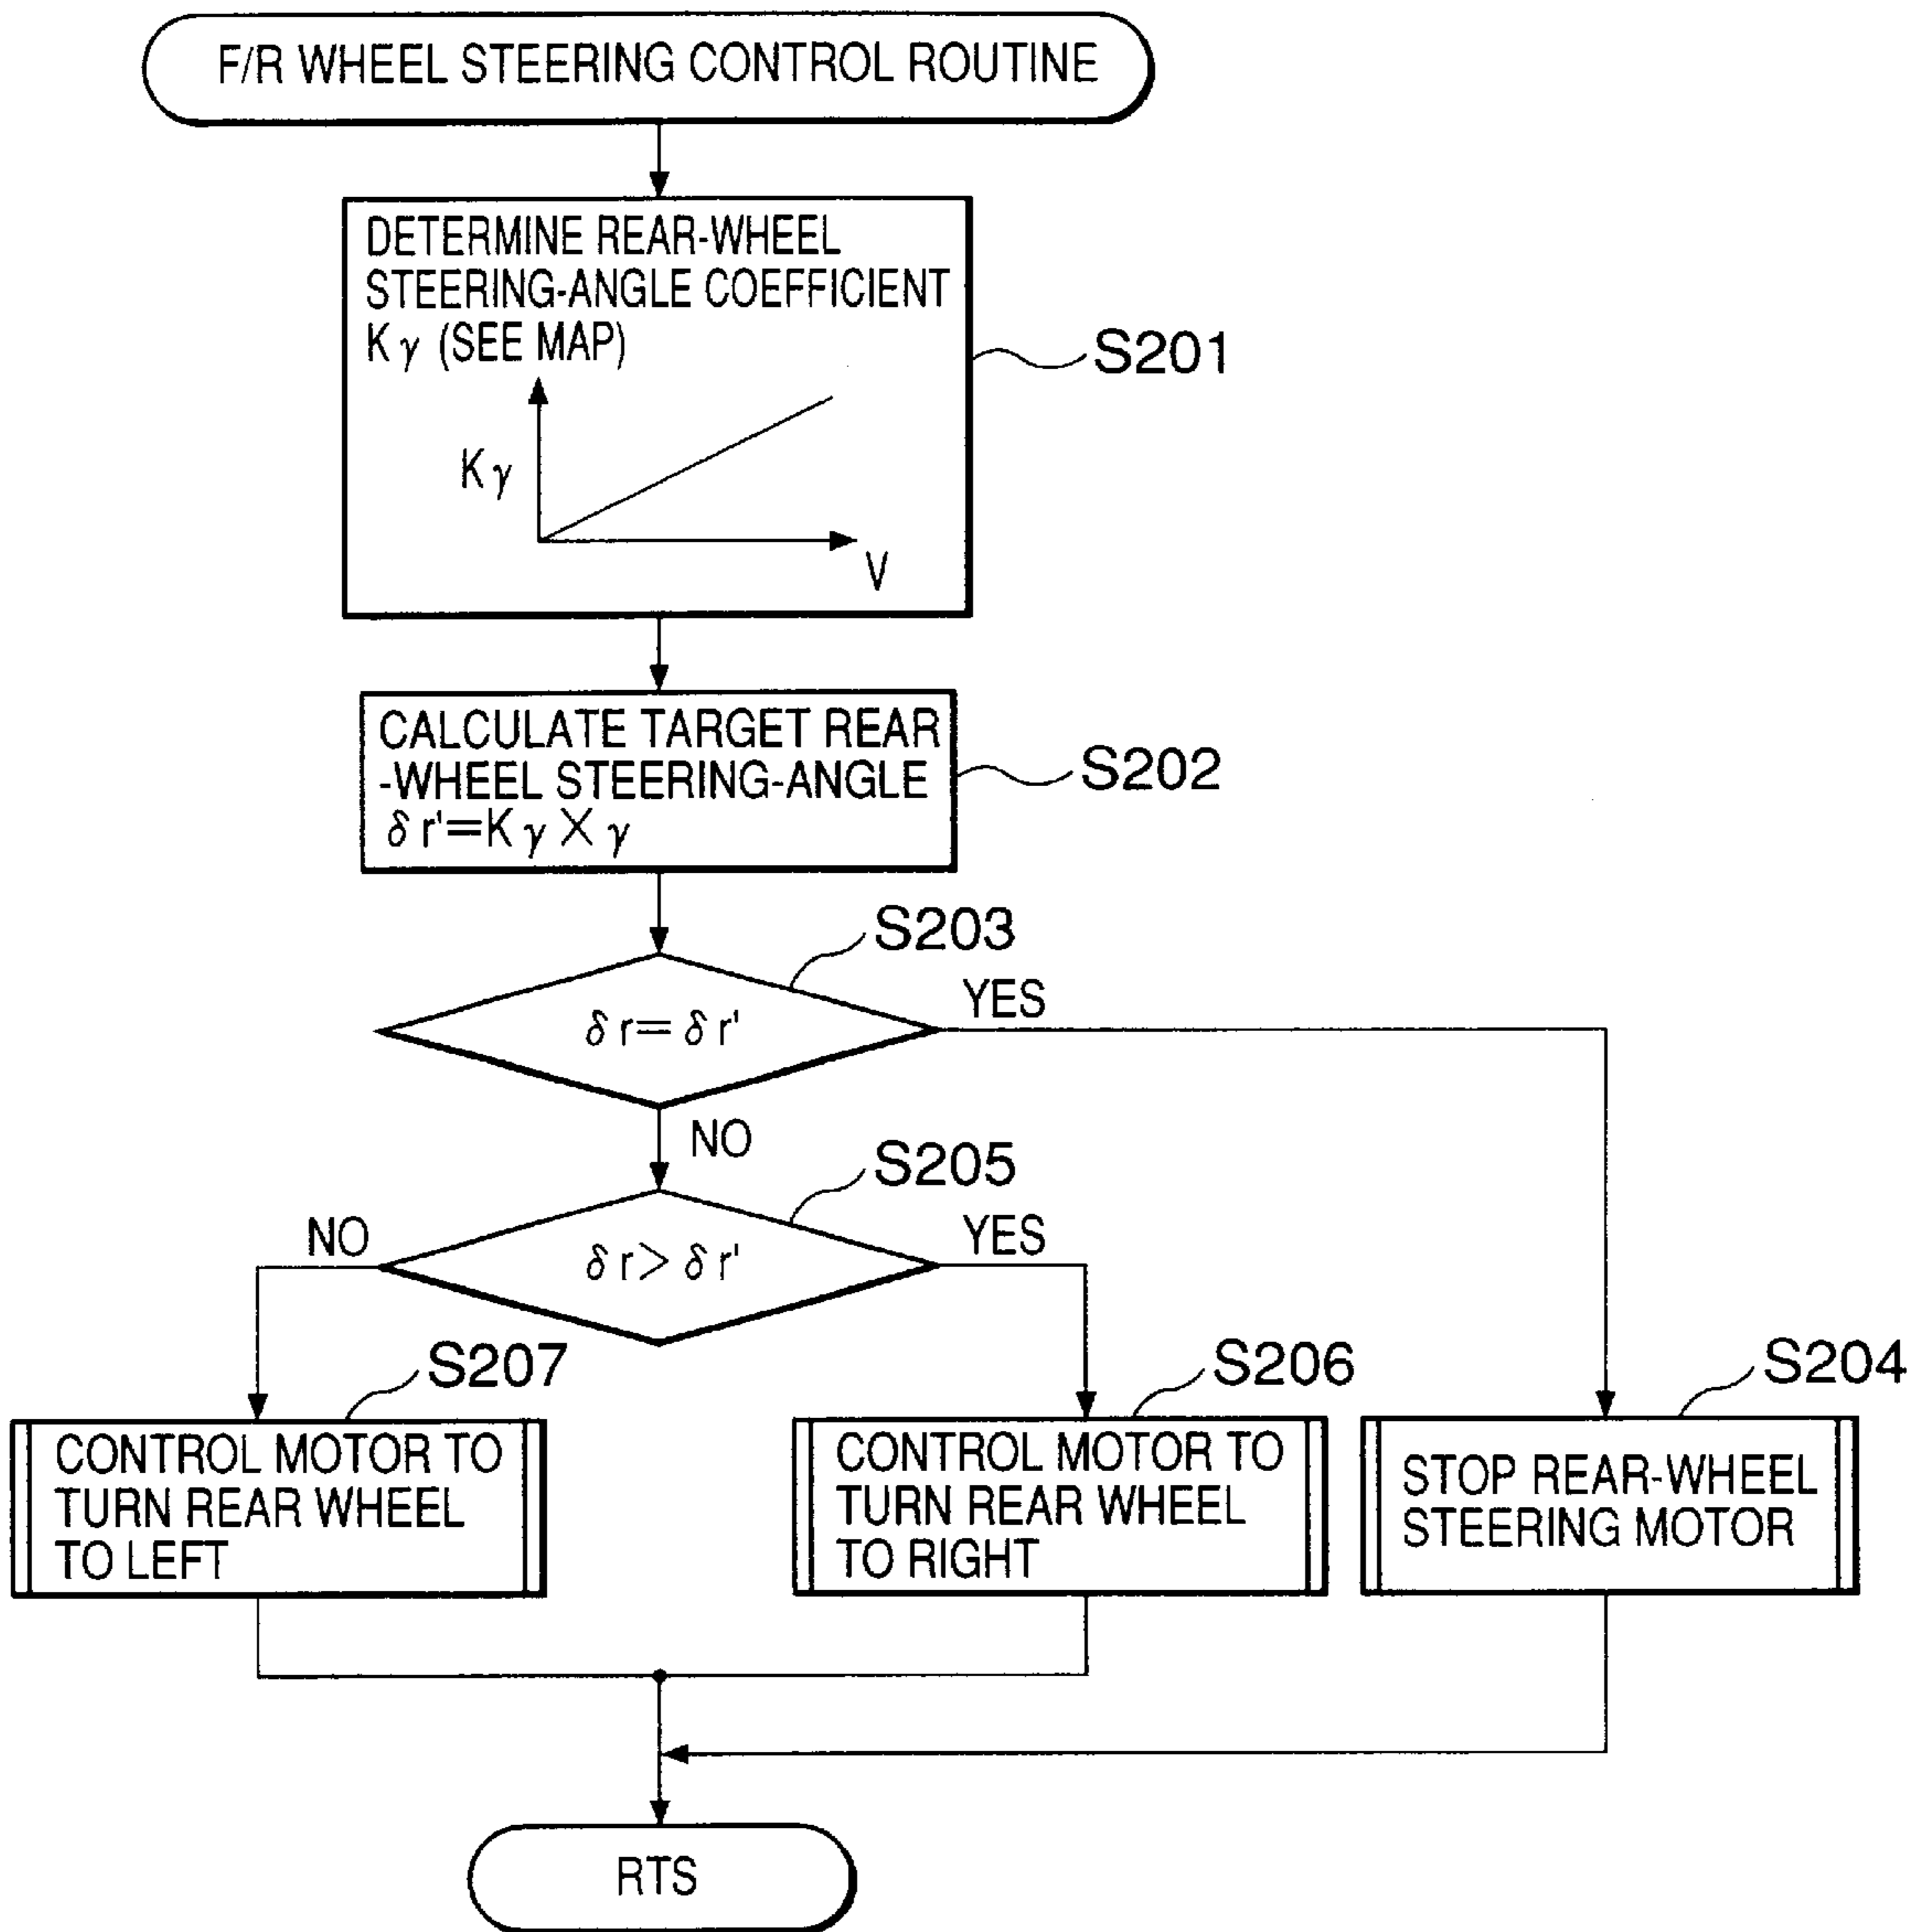 F/R WHEEL STEERING CONTROL ROUTINE
DETERMINE REAR-WHEEL
STEERING-ANGLE COEFFICIENT
Kγ (SEE MAP)
Kγ
V
S201
CALCULATE TARGET REAR
-WHEEL STEERING-ANGLE
δr'=Kγ×γ
S202
S203
δr=δr'
YES
NO
S205
δr>δr'
NO
YES
S207
CONTROL MOTOR TO
TURN REAR WHEEL
TO LEFT
S206
CONTROL MOTOR TO
TURN REAR WHEEL
TO RIGHT
S204
STOP REAR-WHEEL
STEERING MOTOR
RTS